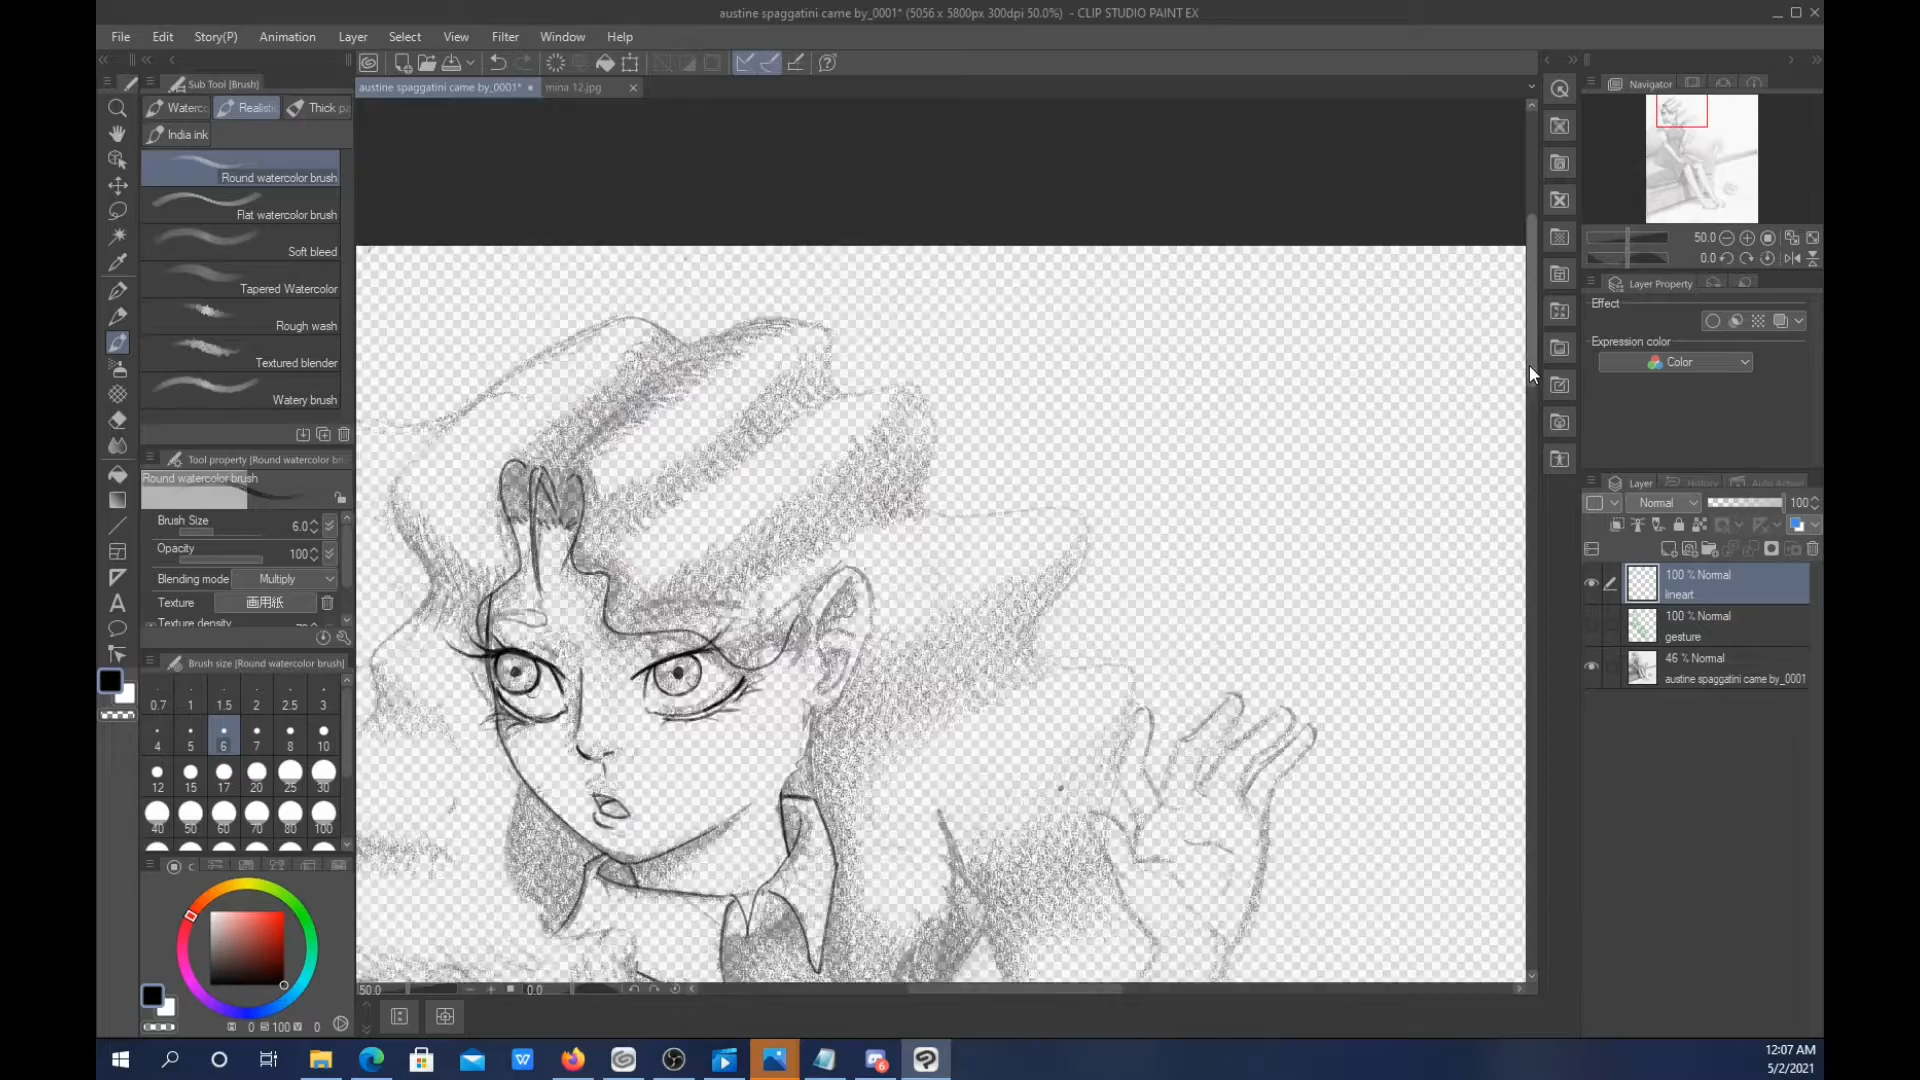 austine spaggatini came by_0001* (5056 x 5800px 300dpi 50.0%) - CLIP STUDIO PAINT EX
File Edit Story(P) Animation Layer Select View Filter Window Help
Sub Tool [Brush]
austine spaggatini came by_0001* mina 12.jpg
Navigator
Waterc Realistic Thick pa
India ink
Round watercolor brush
Flat watercolor brush
Soft bleed
Tapered Watercolor
Rough wash
Textured blender
Watery brush
50.0
0.0
Layer Property
Effect
Expression color
Color
Tool property [Round watercolor bru
Round watercolor brush
Brush Size 6.0
Opacity 100
Blending mode Multiply
Texture 画用紙
Texture density
Brush size [Round watercolor brush]
0.7 1 1.5 2 2.5 3
4 5 6 7 8 10
12 15 17 20 25 30
40 50 60 70 80 100
Layer History Auto Action
Normal 100
100 % Normal
lineart
100 % Normal
gesture
46 % Normal
austine spaggatini came by_0001
50.0 0.0
0 100 0
12:07 AM
5/2/2021